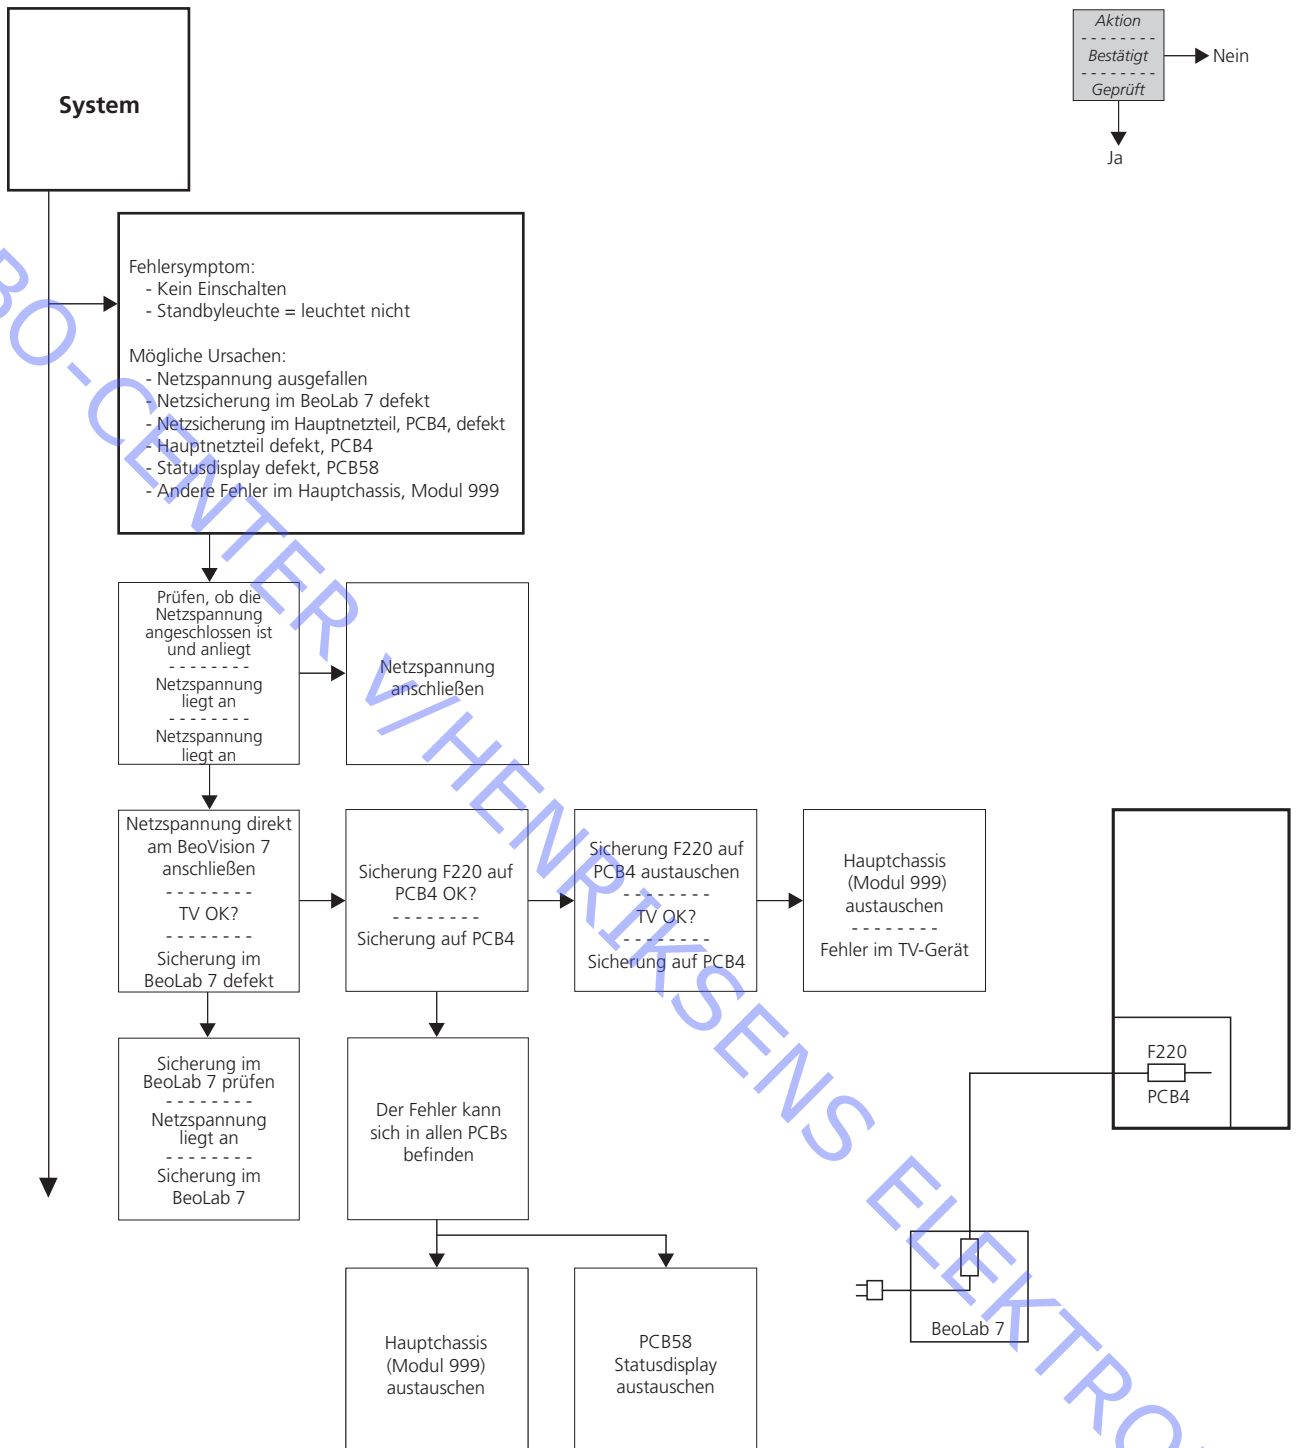 System
Aktion
- - - - - - - -
Bestätigt
- - - - - - - -
Geprüft
Nein
Ja
Fehlersymptom:
- Kein Einschalten
- Standbyleuchte = leuchtet nicht
Mögliche Ursachen:
- Netzspannung ausgefallen
- Netzsicherung im BeoLab 7 defekt
- Netzsicherung im Hauptnetzteil, PCB4, defekt
- Hauptnetzteil defekt, PCB4
- Statusdisplay defekt, PCB58
- Andere Fehler im Hauptchassis, Modul 999
Prüfen, ob die
Netzspannung
angeschlossen ist
und anliegt
- - - - - - - -
Netzspannung
liegt an
- - - - - - - -
Netzspannung
liegt an
Netzspannung
anschließen
Netzspannung direkt
am BeoVision 7
anschließen
- - - - - - - -
TV OK?
- - - - - - - -
Sicherung im
BeoLab 7 defekt
Sicherung F220 auf
PCB4 OK?
- - - - - - - -
Sicherung auf PCB4
Sicherung F220 auf
PCB4 austauschen
- - - - - - - -
TV OK?
- - - - - - - -
Sicherung auf PCB4
Hauptchassis
(Modul 999)
austauschen
- - - - - - - -
Fehler im TV-Gerät
Sicherung im
BeoLab 7 prüfen
- - - - - - - -
Netzspannung
liegt an
- - - - - - - -
Sicherung im
BeoLab 7
Der Fehler kann
sich in allen PCBs
befinden
F220
PCB4
BeoLab 7
Hauptchassis
(Modul 999)
austauschen
PCB58
Statusdisplay
austauschen
BO-CENTER v/HENRIKSENS ELEKTRO